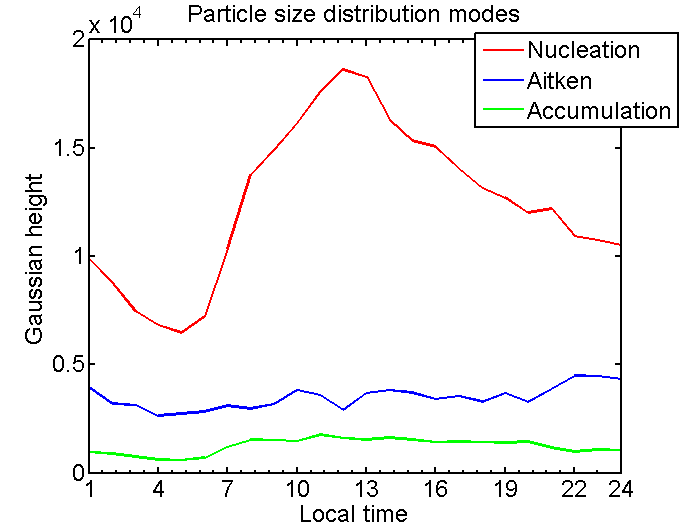 Particle size distribution modes
x 10^4
2
1.5
1
0.5
0
Gaussian height
Nucleation
Aitken
Accumulation
1 4 7 10 13 16 19 22 24
Local time